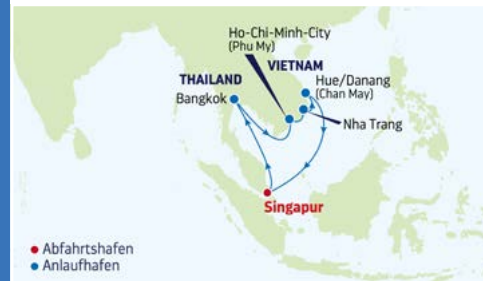 Ho-Chi-Minh-City
(Phu My)
VIETNAM
THAILAND
Bangkok
Hue/Danang
(Chan May)
Nha Trang
Singapur
Abfahrtshafen
Anlaufhafen